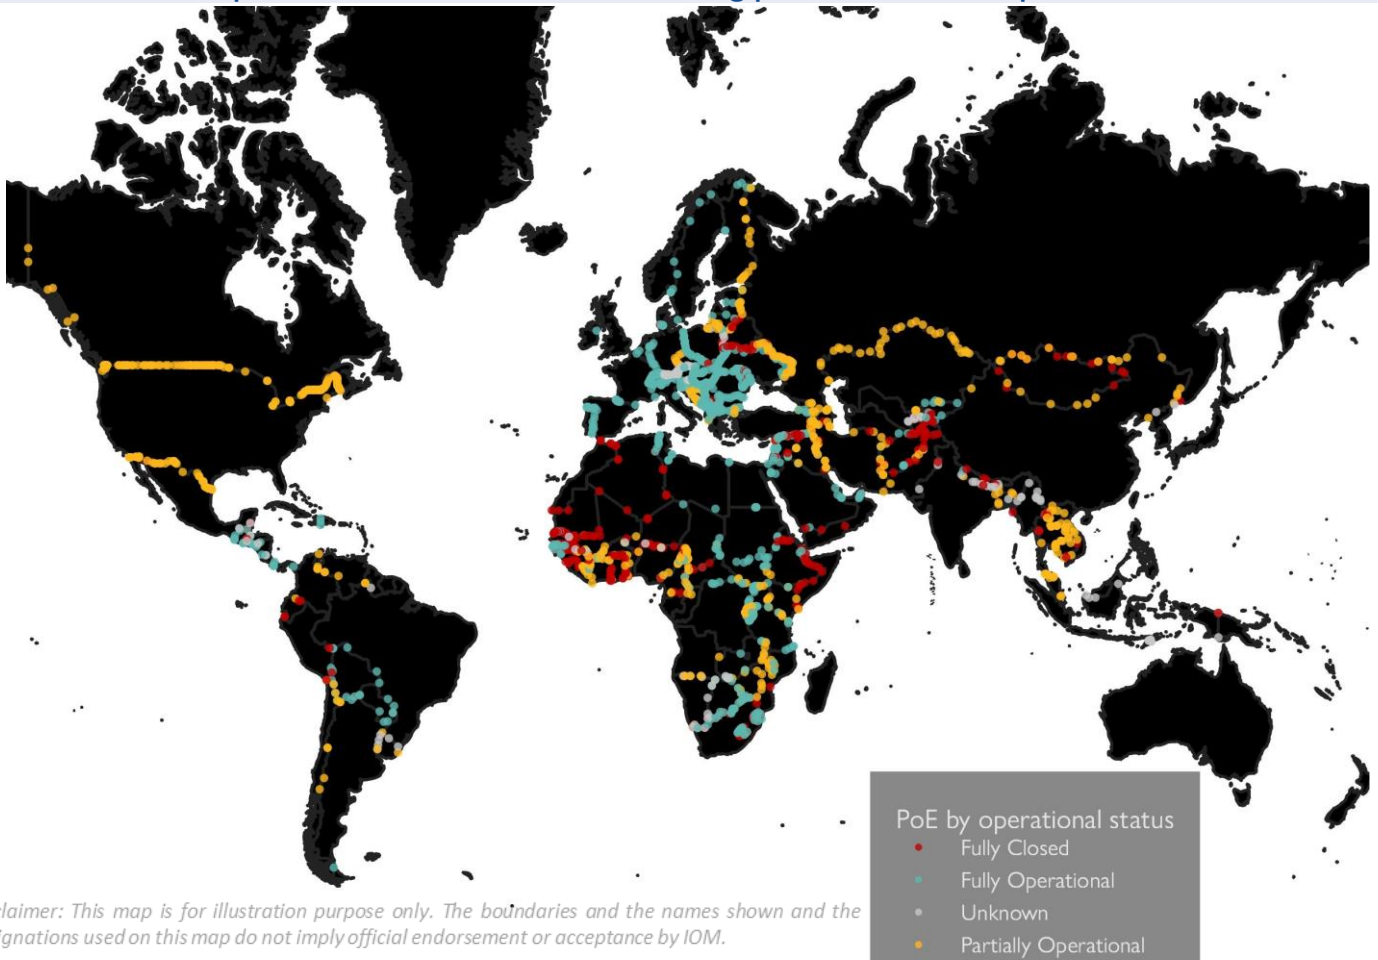 PoE by operational status
Fully Closed
Fully Operational
Unknown
Partially Operational
claimer: This map is for illustration purpose only. The boundaries and the names shown and the
ignations used on this map do not imply official endorsement or acceptance by IOM.